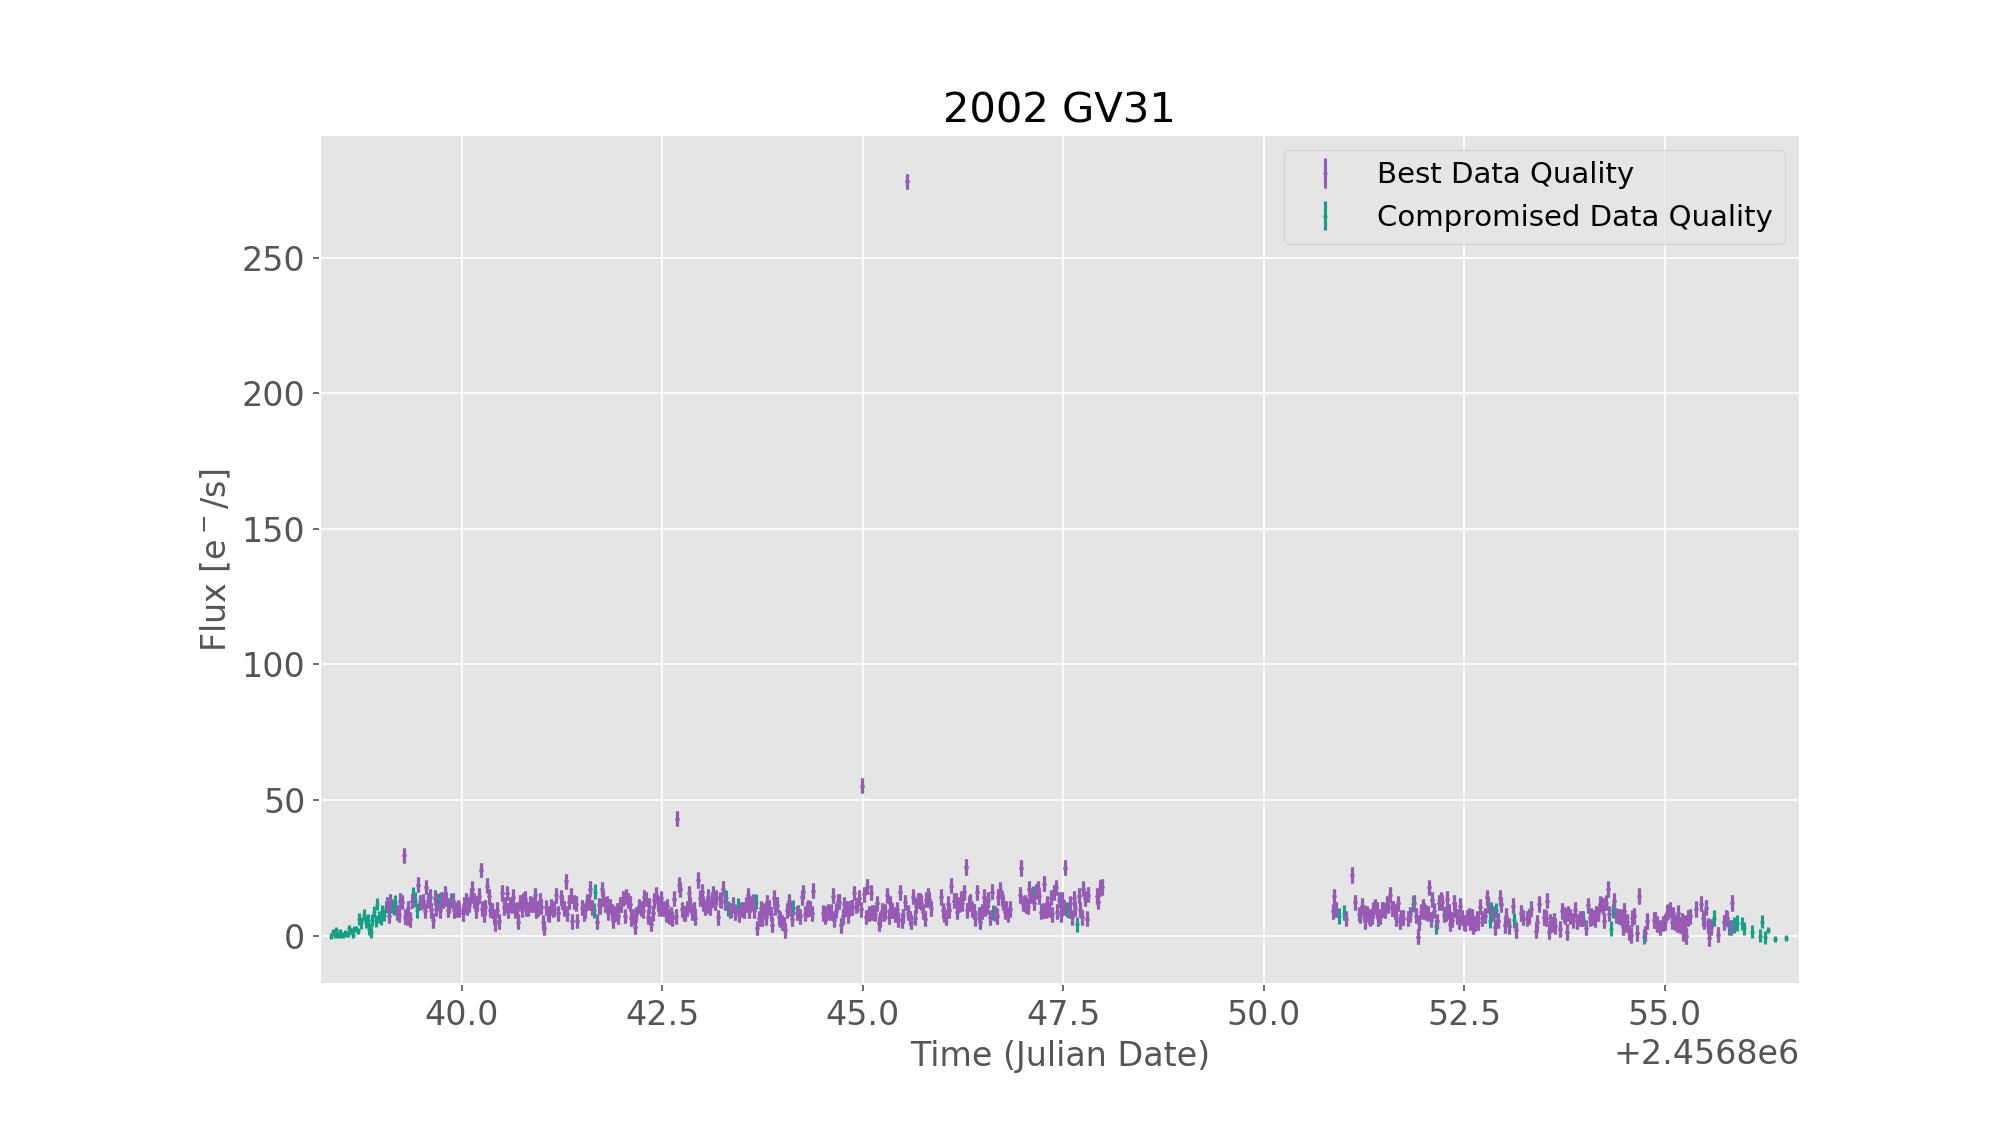 2002 GV31
Best Data Quality
Compromised Data Quality
250
200
150
100
50
0
Flux [e⁻/s]
40.0 42.5 45.0 47.5 50.0 52.5 55.0
Time (Julian Date)
+2.4568e6